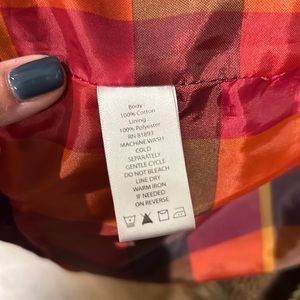 Body
100% Cotton
Lining
100% Polyester
RN 81893
MACHINE WASH
COLD
SEPARATELY
GENTLE CYCLE
DO NOT BLEACH
LINE DRY
WARM IRON
IF NEEDED
ON REVERSE